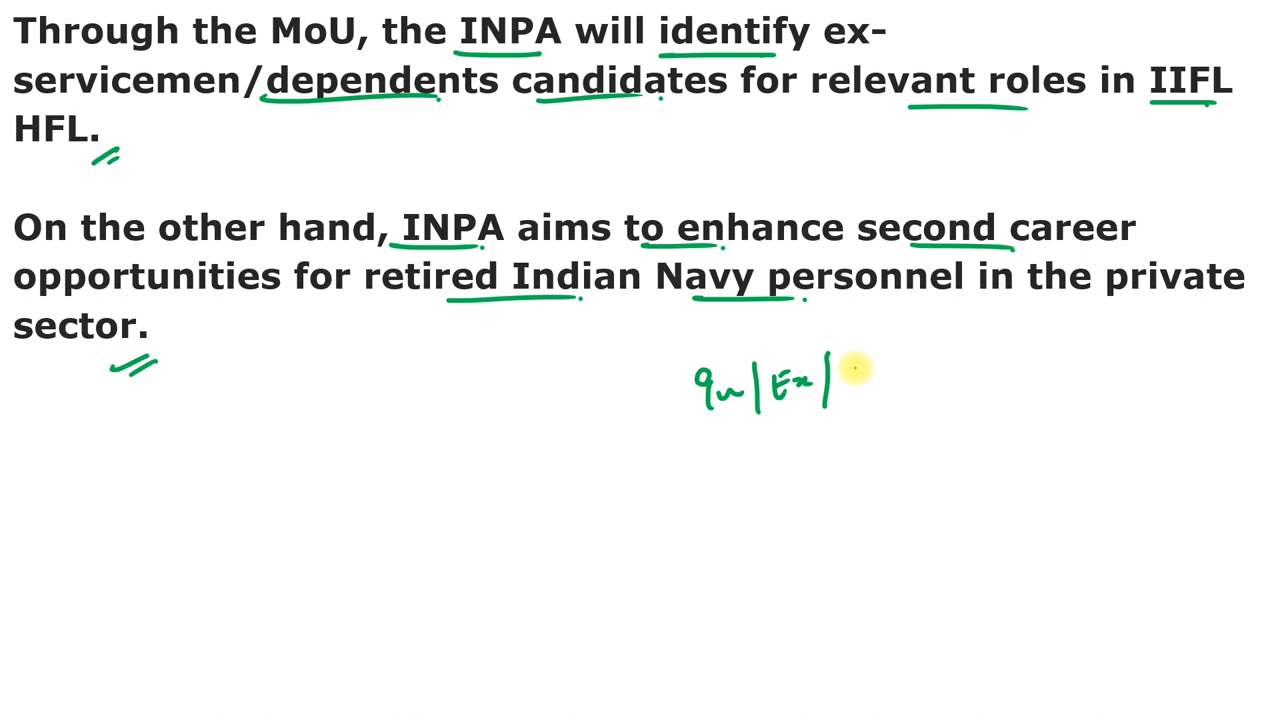 Through the MoU, the INPA will identify ex-
servicemen/dependents candidates for relevant roles in IIFL
HFL.
On the other hand, INPA aims to enhance second career
opportunities for retired Indian Navy personnel in the private
sector.
Ex